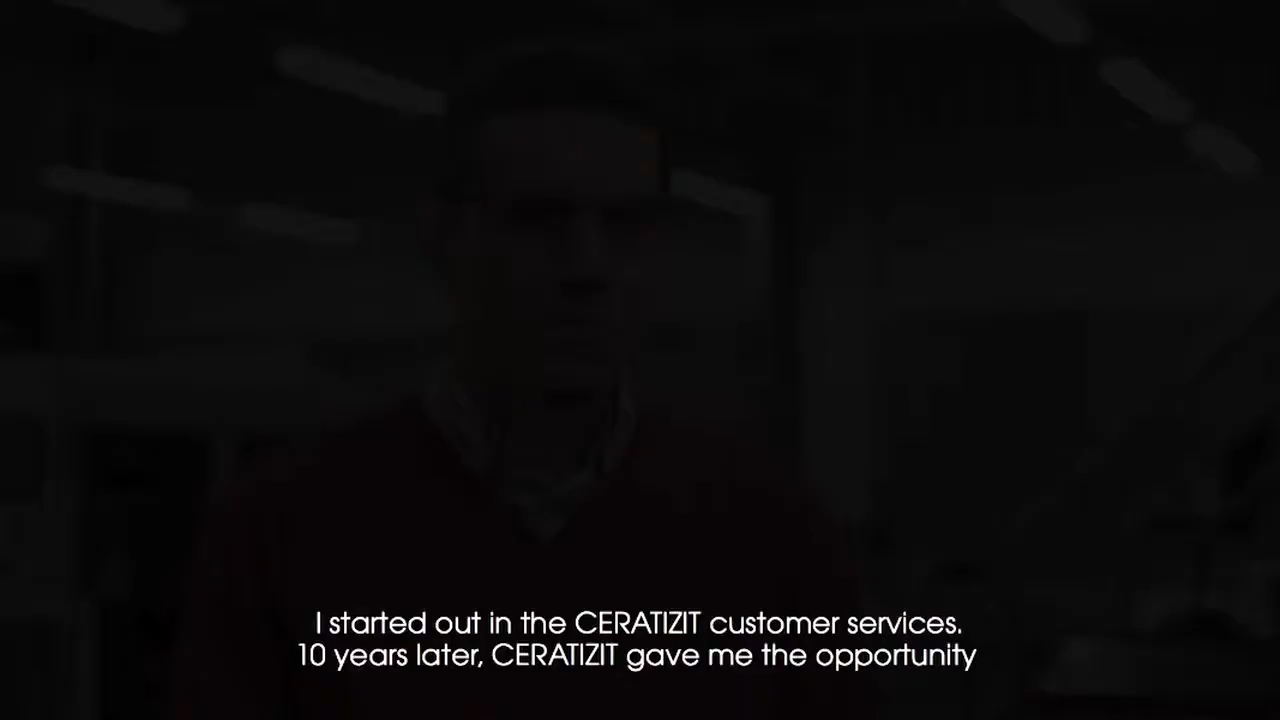 I started out in the CERATIZIT customer services.
10 years later, CERATIZIT gave me the opportunity